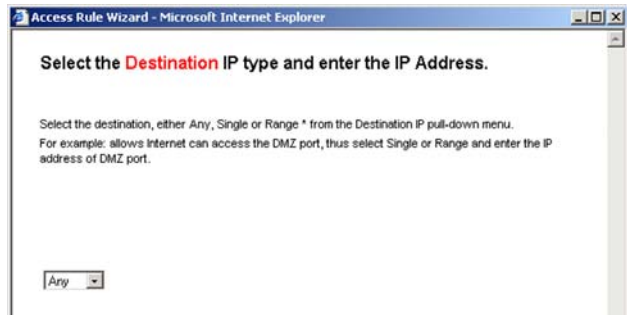 Access Rule Wizard - Microsoft Internet Explorer
Select the Destination IP type and enter the IP Address.
Select the destination, either Any, Single or Range * from the Destination IP pull-down menu.
For example: allows Internet can access the DMZ port, thus select Single or Range and enter the IP
address of DMZ port.
Any